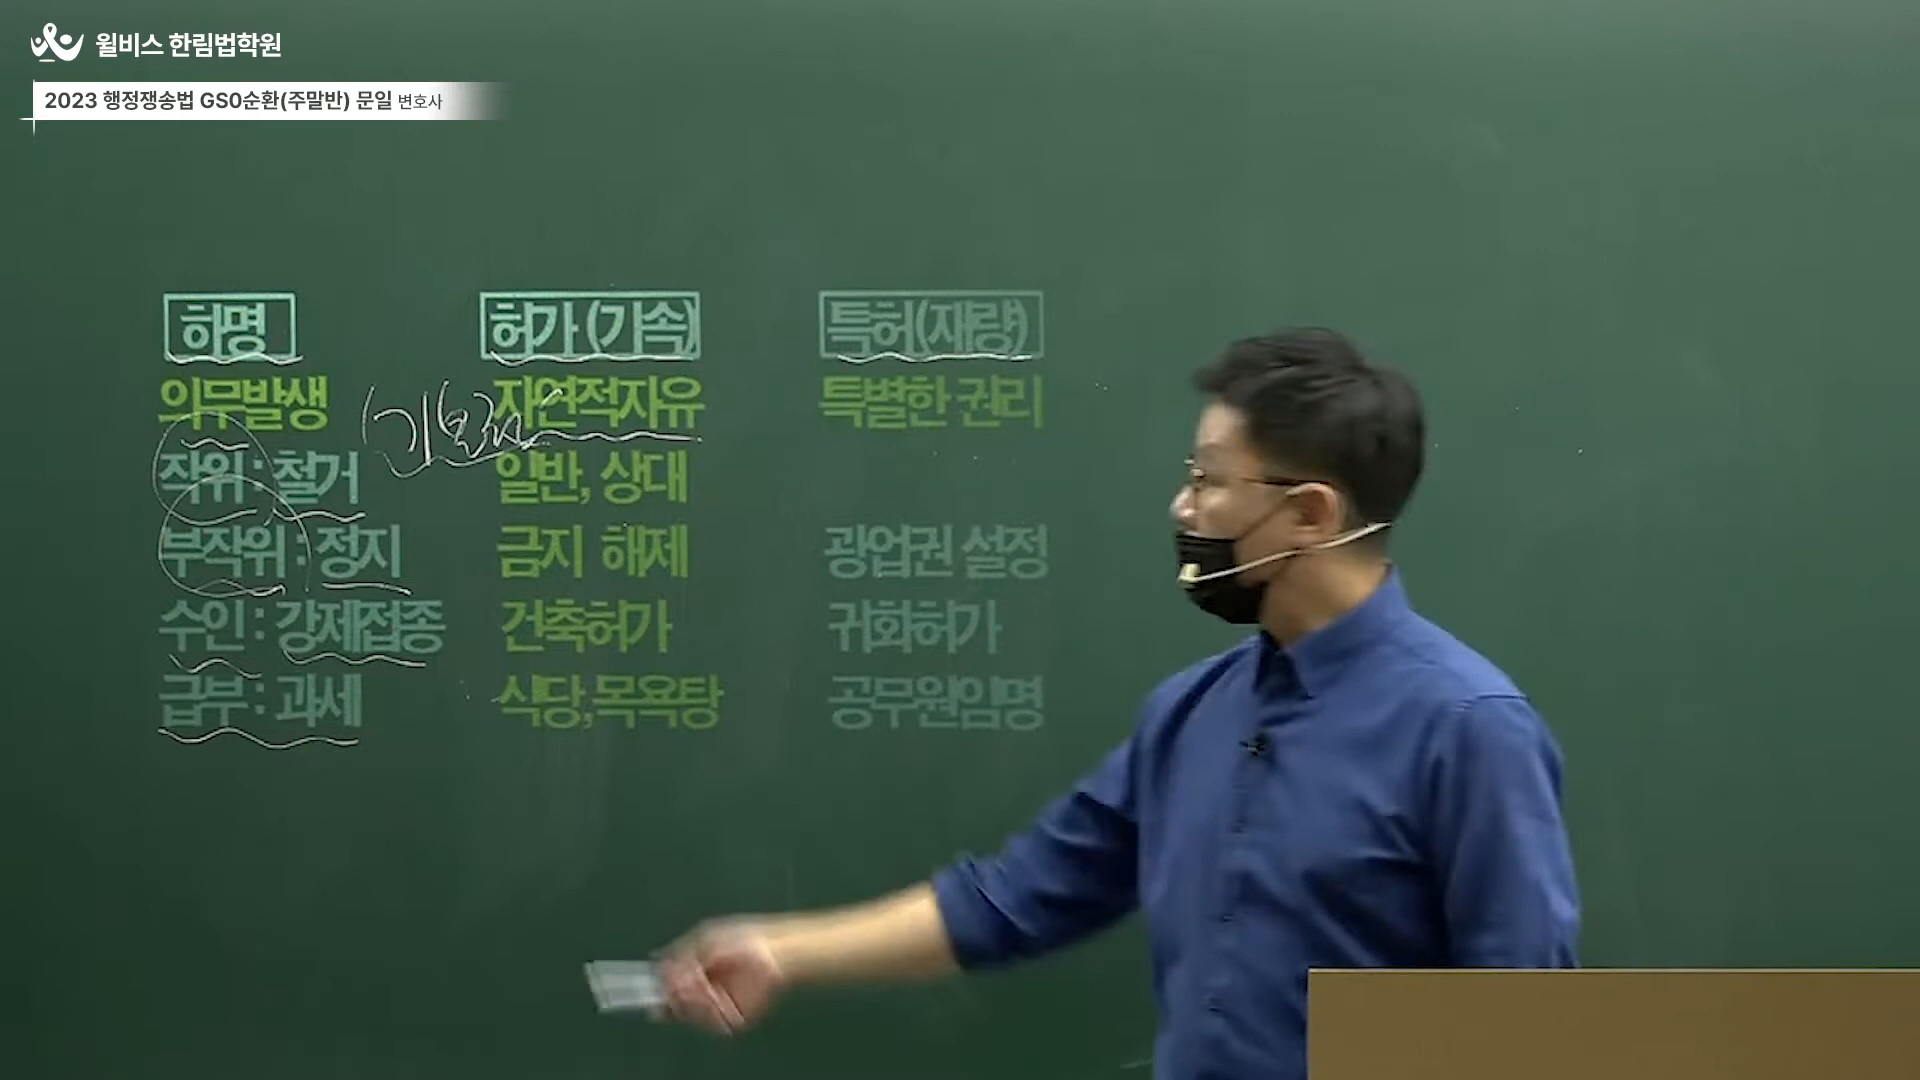 윌비스 한림법학원
2023 행정쟁송법 GS0순환(주말반) 문일 변호사
하명
의무발생
작위 : 철거
부작위 : 정지
수인 : 강제접종
급부 : 과세
허가 (기속)
자연적자유
일반, 상대
금지 해제
건축허가
식당, 목욕탕
특허(재량)
특별한 권리
광업권 설정
귀화허가
공무원임명
(기본권